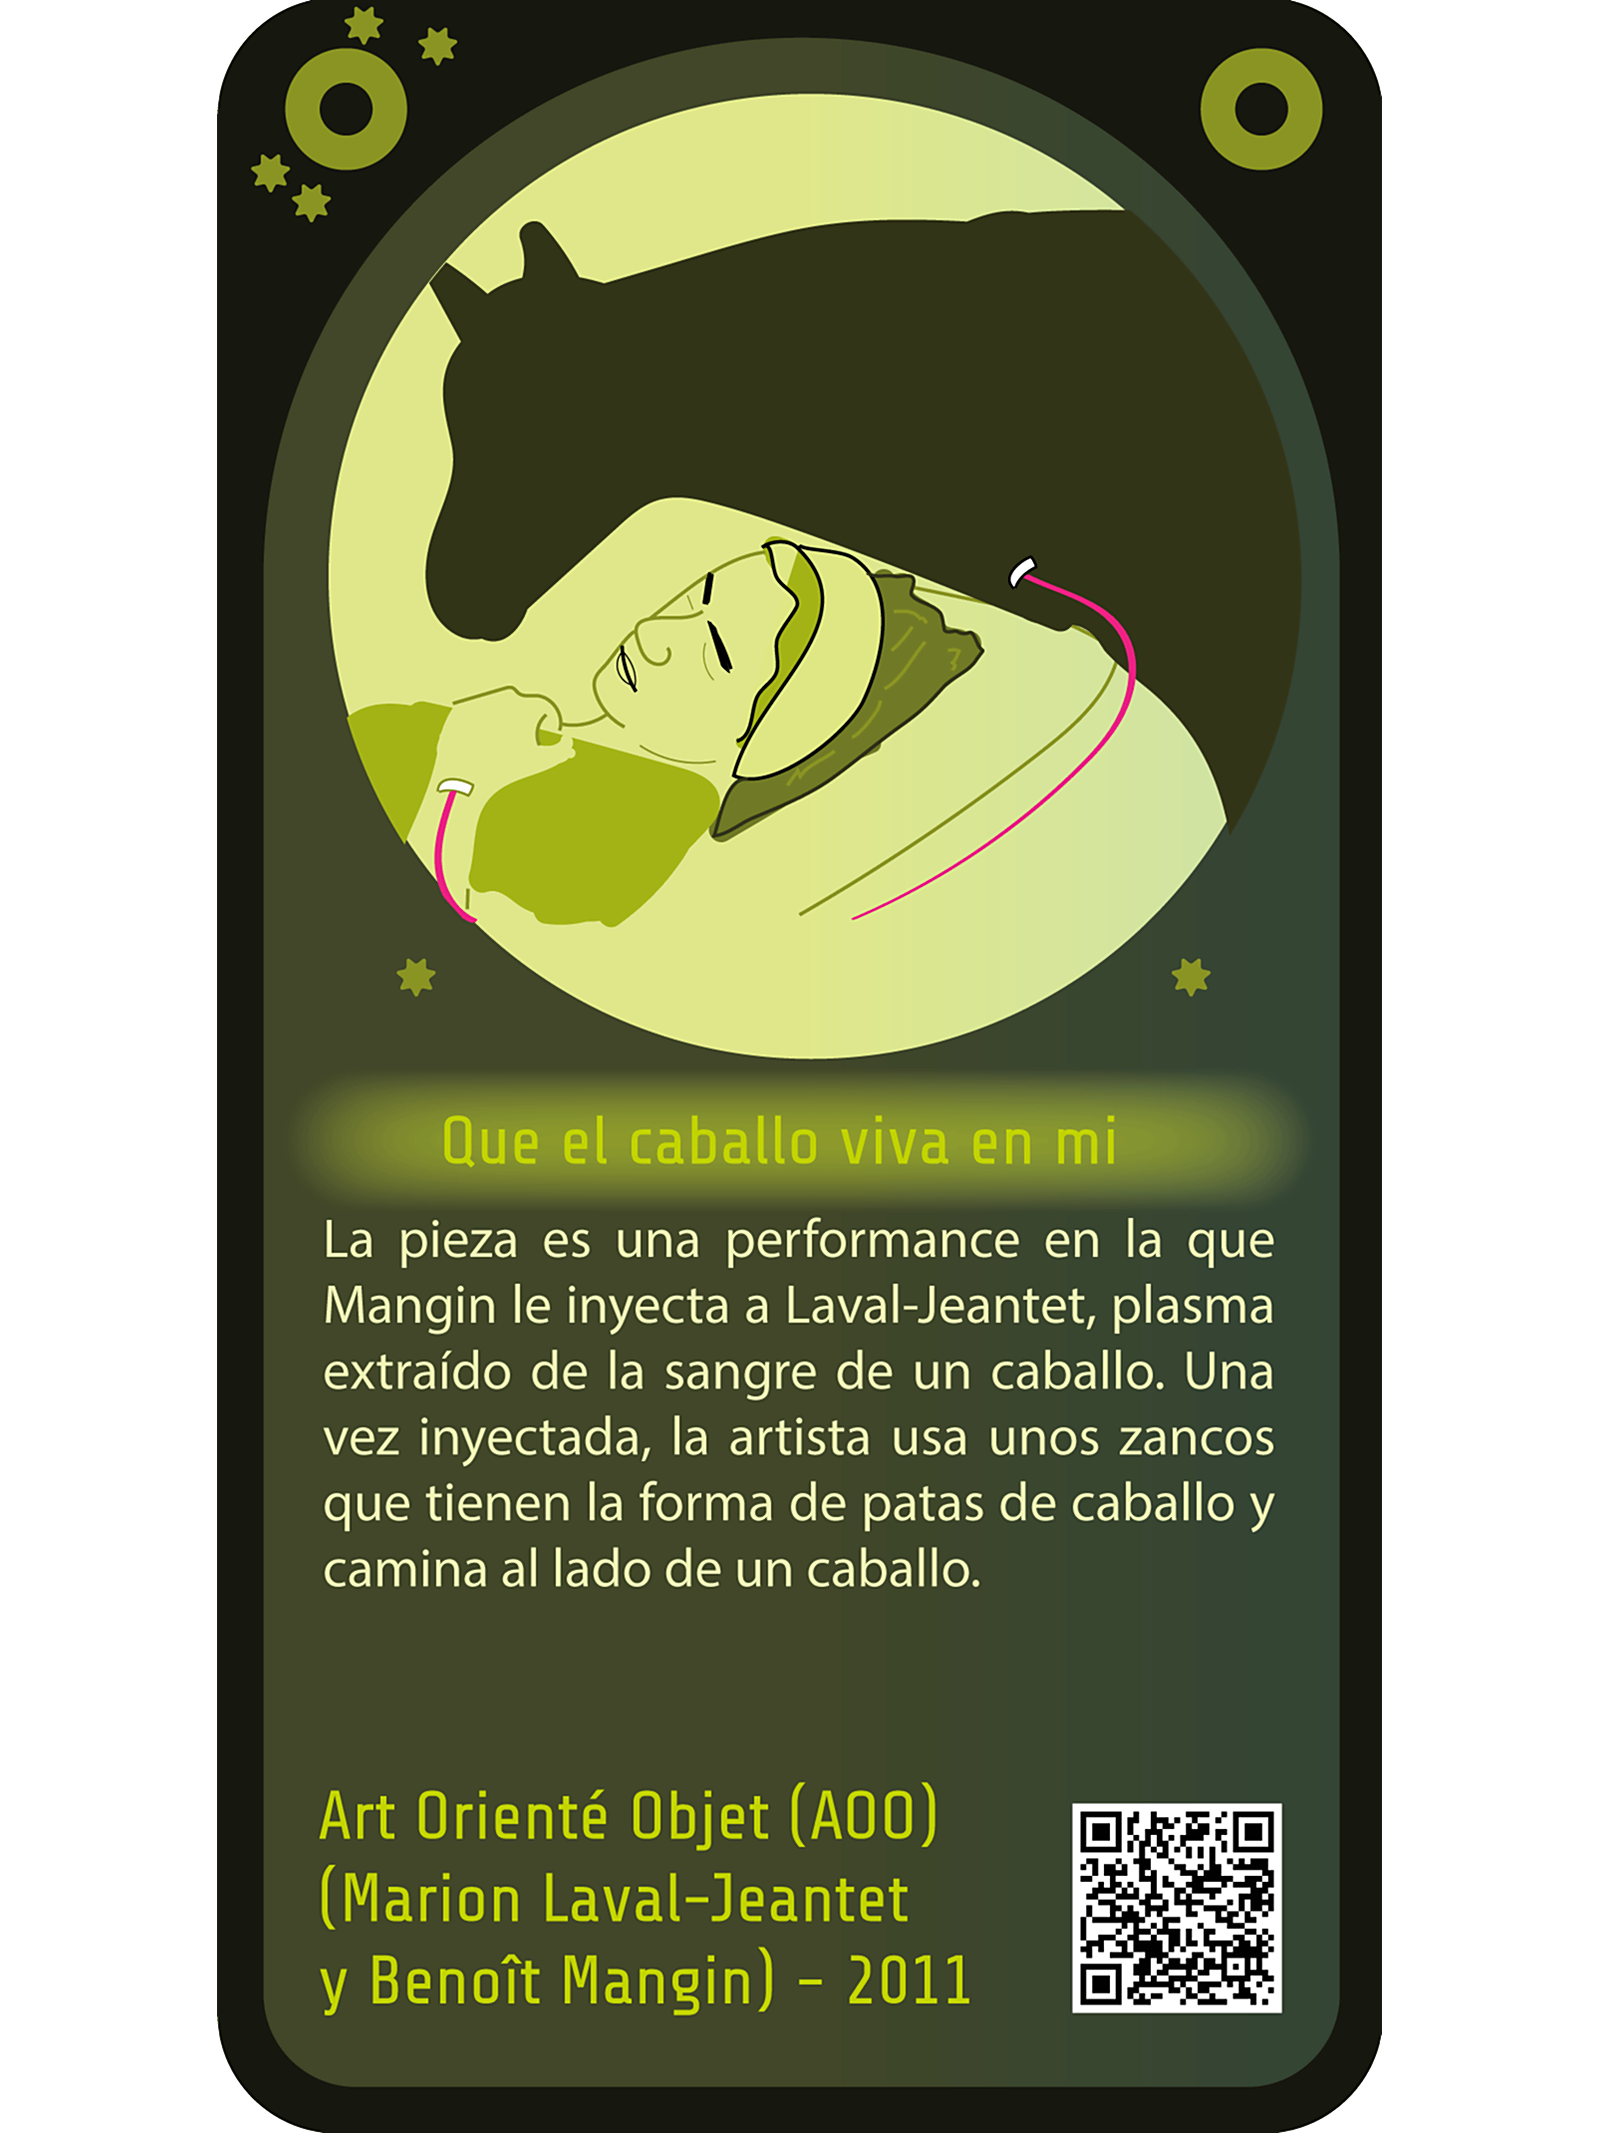 Que el caballo viva en mi
La pieza es una performance en la que
Mangin le inyecta a Laval-Jeantet, plasma
extraído de la sangre de un caballo. Una
vez inyectada, la artista usa unos zancos
que tienen la forma de patas de caballo y
camina al lado de un caballo.
Art Orienté Objet (AOO)
(Marion Laval-Jeantet
y Benoît Mangin) - 2011